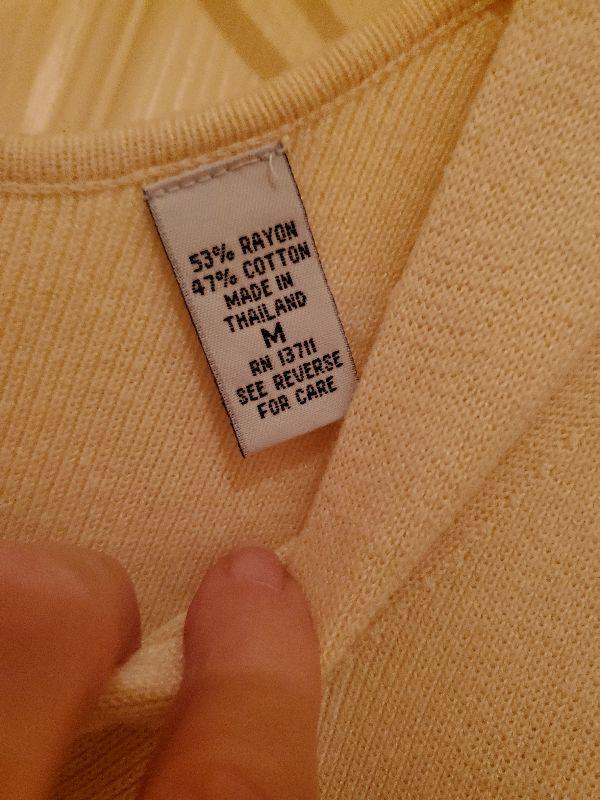 53% RAYON
47% COTTON
MADE IN
THAILAND
M
RN 13711
SEE REVERSE
FOR CARE